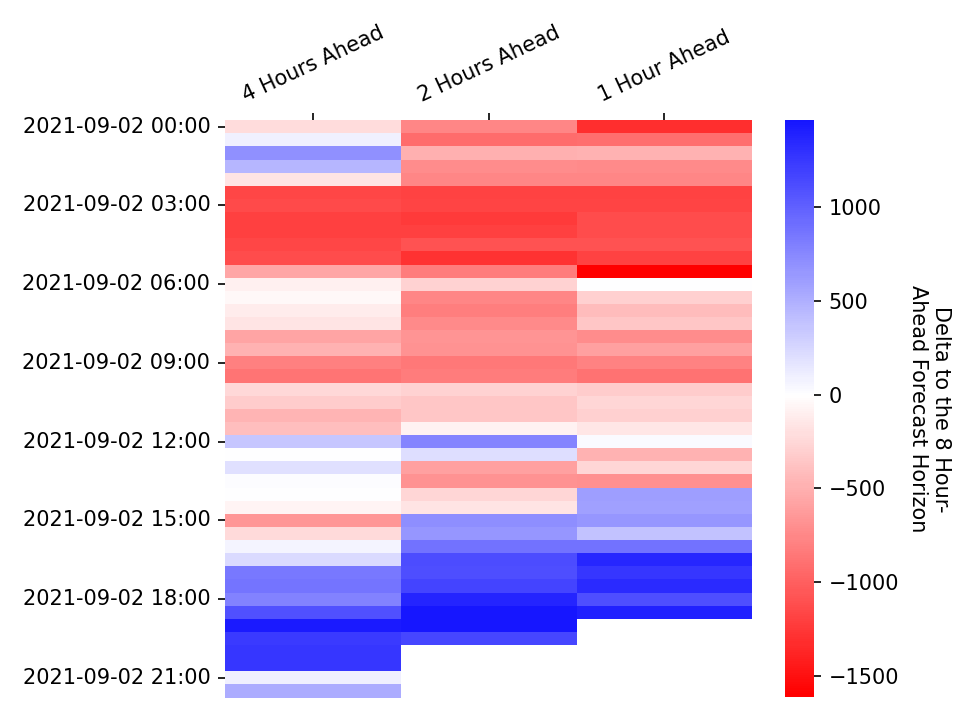 4 Hours Ahead
2 Hours Ahead
1 Hour Ahead
2021-09-02 00:00
2021-09-02 03:00
2021-09-02 06:00
2021-09-02 09:00
2021-09-02 12:00
2021-09-02 15:00
2021-09-02 18:00
2021-09-02 21:00
1000
500
0
−500
−1000
−1500
Delta to the 8 Hour-
Ahead Forecast Horizon